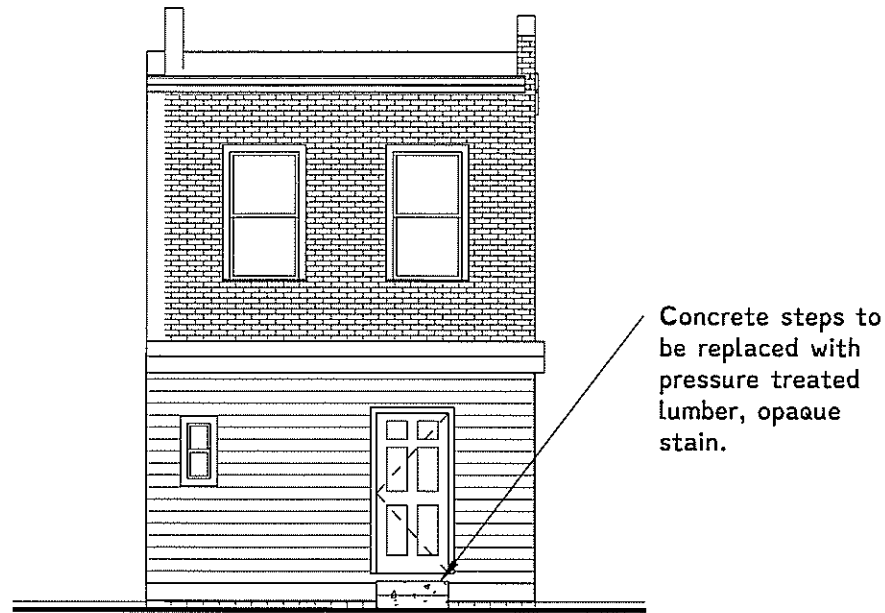 Concrete steps to
be replaced with
pressure treated
lumber, opaque
stain.